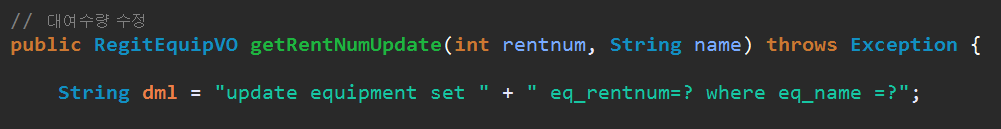 // 대여수량 수정
public RegitEquipVO getRentNumUpdate(int rentnum, String name) throws Exception {
String dml = "update equipment set " + " eq_rentnum=? where eq_name =?";